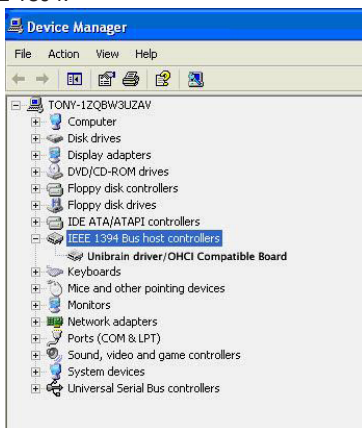 Device Manager
File Action View Help
TONY-1ZQBW3UZAV
Computer
Disk drives
Display adapters
DVD/CD-ROM drives
Floppy disk controllers
Floppy disk drives
IDE ATA/ATAPI controllers
IEEE 1394 Bus host controllers
Unibrain driver/OHCI Compatible Board
Keyboards
Mice and other pointing devices
Monitors
Network adapters
Ports (COM & LPT)
Sound, video and game controllers
System devices
Universal Serial Bus controllers